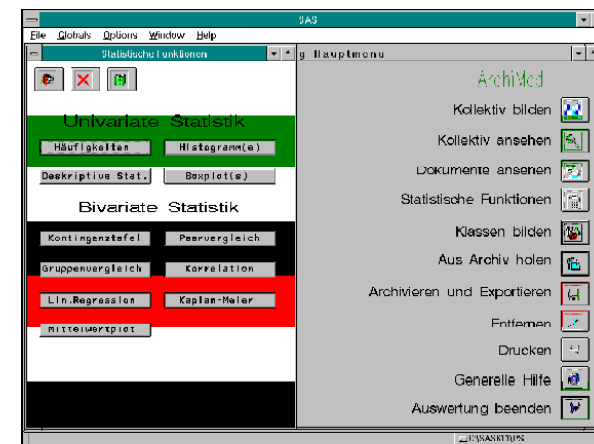 SAS
File Globals Options Window Help
Statistische Funktionen
g Hauptmenu
ArchiMed
Univariate Statistik
Häufigkeiten
Histogramm(e)
Deskriptive Stat.
Boxplot(s)
Bivariate Statistik
Kontingenztafel
Paarvergleich
Gruppenvergleich
Korrelation
Lin.Regression
Kaplan-Meier
Mittelwertplot
Kollektiv bilden
Kollektiv ansehen
Dokumente ansehen
Statistische Funktionen
Klassen bilden
Aus Archiv holen
Archivieren und Exportieren
Entfernen
Drucken
Generelle Hilfe
Auswertung beenden